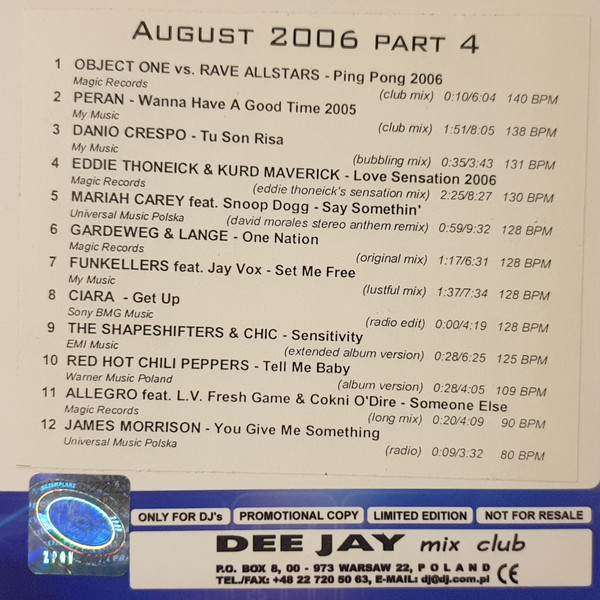 AUGUST 2006 PART 4
1 OBJECT ONE vs. RAVE ALLSTARS - Ping Pong 2006
Magic Records (club mix) 0:10/6:04 140 BPM
2 PERAN - Wanna Have A Good Time 2005
My Music (club mix) 1:51/8:05 138 BPM
3 DANIO CRESPO - Tu Son Risa
My Music (bubbling mix) 0:35/3:43 131 BPM
4 EDDIE THONEICK & KURD MAVERICK - Love Sensation 2006
Magic Records (eddie thoneick's sensation mix) 2:25/8:27 130 BPM
5 MARIAH CAREY feat. Snoop Dogg - Say Somethin'
Universal Music Polska (david morales stereo anthem remix) 0:59/9:32 128 BPM
6 GARDEWEG & LANGE - One Nation
Magic Records (original mix) 1:17/6:31 128 BPM
7 FUNKELLERS feat. Jay Vox - Set Me Free
My Music (lustful mix) 1:37/7:34 128 BPM
8 CIARA - Get Up
Sony BMG Music (radio edit) 0:00/4:19 128 BPM
9 THE SHAPESHIFTERS & CHIC - Sensitivity
EMI Music (extended album version) 0:28/6:25 125 BPM
10 RED HOT CHILI PEPPERS - Tell Me Baby
Warner Music Poland (album version) 0:28/4:05 109 BPM
11 ALLEGRO feat. L.V. Fresh Game & Cokni O'Dire - Someone Else
Magic Records (long mix) 0:20/4:09 90 BPM
12 JAMES MORRISON - You Give Me Something
Universal Music Polska (radio) 0:09/3:32 80 BPM
ONLY FOR DJ's PROMOTIONAL COPY LIMITED EDITION NOT FOR RESALE
DEE JAY mix club
P.O. BOX 8, 00 - 973 WARSAW 22, POLAND
TEL./FAX: +48 22 720 50 63, E-MAIL: dj@dj.com.pl CE
ZPAV